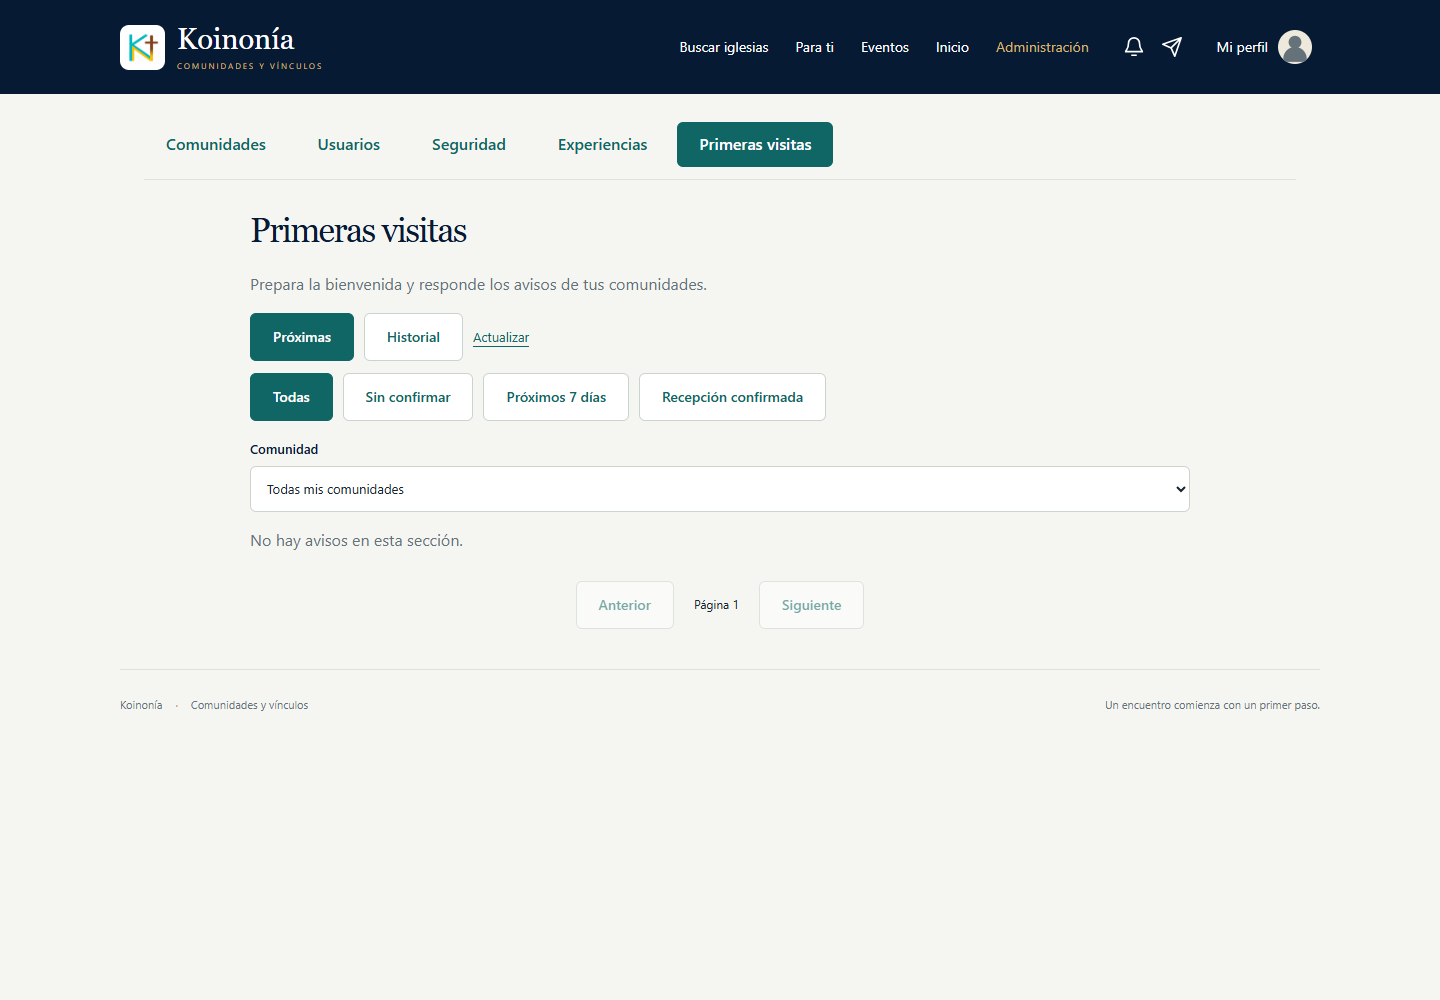 Koinonía
COMUNIDADES Y VÍNCULOS
Buscar iglesias
Para ti
Eventos
Inicio
Administración
Mi perfil
Comunidades
Usuarios
Seguridad
Experiencias
Primeras visitas
Primeras visitas
Prepara la bienvenida y responde los avisos de tus comunidades.
Próximas
Historial
Actualizar
Todas
Sin confirmar
Próximos 7 días
Recepción confirmada
Comunidad
Todas mis comunidades
No hay avisos en esta sección.
Anterior
Página 1
Siguiente
Koinonía · Comunidades y vínculos
Un encuentro comienza con un primer paso.